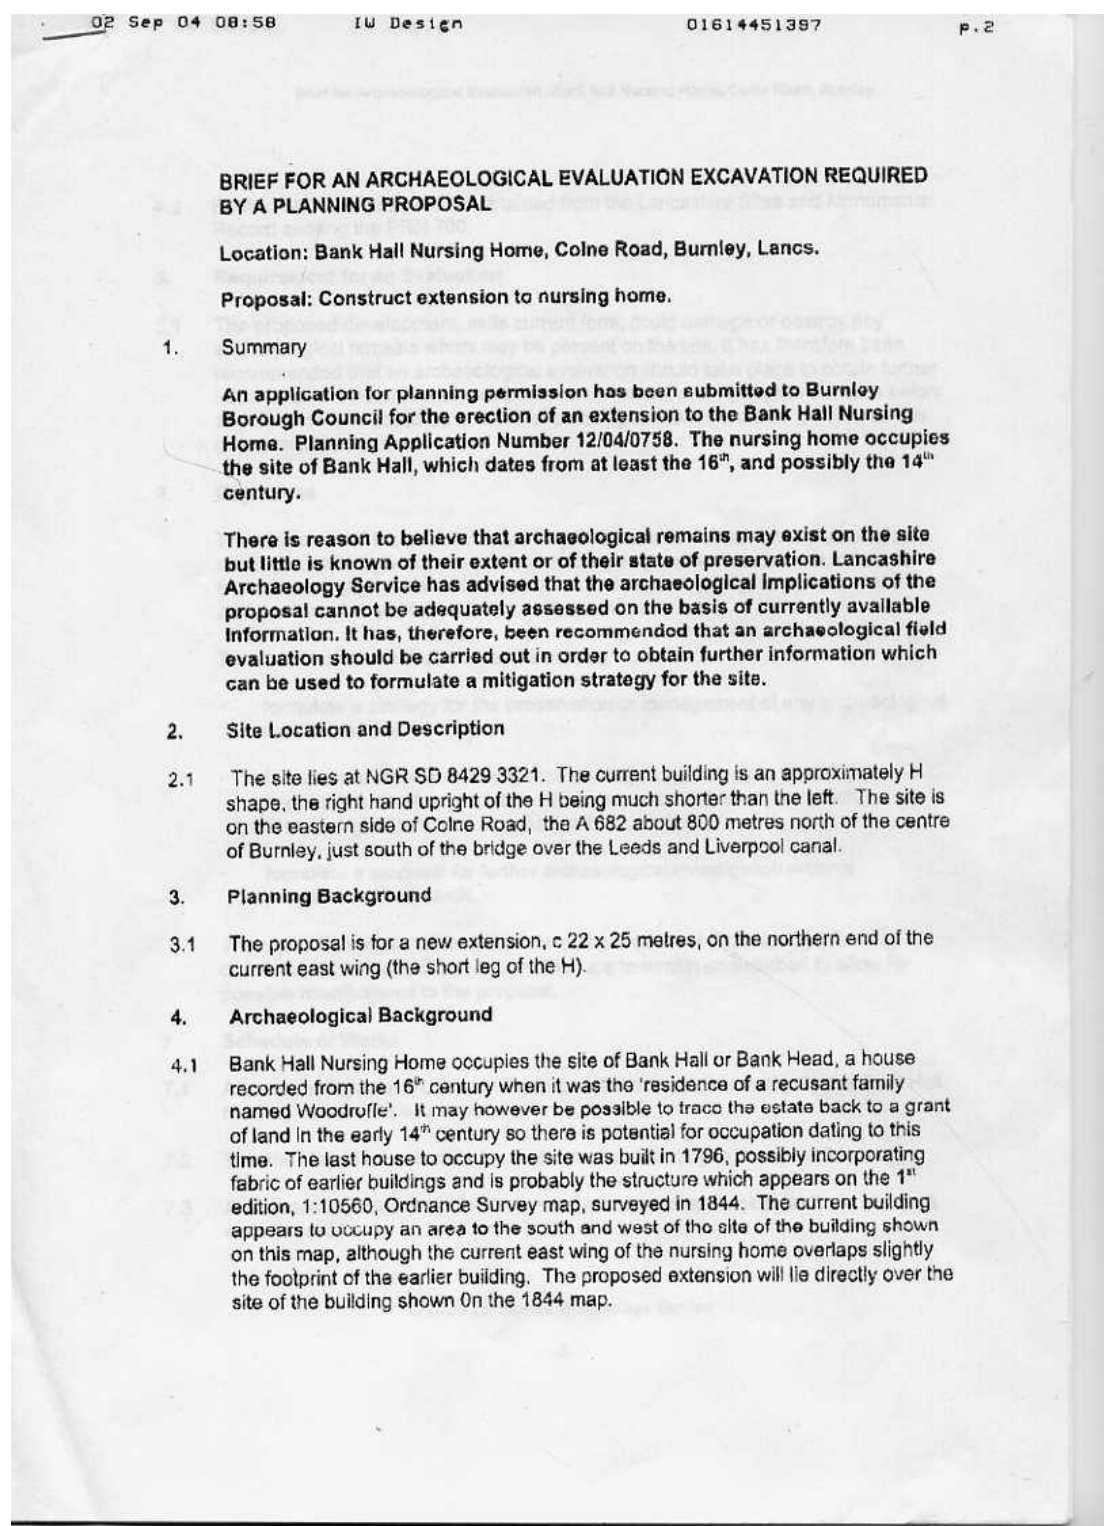 02 Sep 04 08:58 IW Design 01614451397 p.2
BRIEF FOR AN ARCHAEOLOGICAL EVALUATION EXCAVATION REQUIRED
BY A PLANNING PROPOSAL
Location: Bank Hall Nursing Home, Colne Road, Burnley, Lancs.
Proposal: Construct extension to nursing home.
1. Summary
An application for planning permission has been submitted to Burnley
Borough Council for the erection of an extension to the Bank Hall Nursing
Home. Planning Application Number 12/04/0758. The nursing home occupies
the site of Bank Hall, which dates from at least the 16th, and possibly the 14th
century.
There is reason to believe that archaeological remains may exist on the site
but little is known of their extent or of their state of preservation. Lancashire
Archaeology Service has advised that the archaeological implications of the
proposal cannot be adequately assessed on the basis of currently available
Information. It has, therefore, been recommended that an archaeological field
evaluation should be carried out in order to obtain further information which
can be used to formulate a mitigation strategy for the site.
2. Site Location and Description
2.1 The site lies at NGR SD 8429 3321. The current building is an approximately H
shape, the right hand upright of the H being much shorter than the left. The site is
on the eastern side of Colne Road, the A 682 about 800 metres north of the centre
of Burnley, just south of the bridge over the Leeds and Liverpool canal.
3. Planning Background
3.1 The proposal is for a new extension, c 22 x 25 metres, on the northern end of the
current east wing (the short leg of the H).
4. Archaeological Background
4.1 Bank Hall Nursing Home occupies the site of Bank Hall or Bank Head, a house
recorded from the 16th century when it was the 'residence of a recusant family
named Woodroffe'. It may however be possible to trace the estate back to a grant
of land in the early 14th century so there is potential for occupation dating to this
time. The last house to occupy the site was built in 1796, possibly incorporating
fabric of earlier buildings and is probably the structure which appears on the 1st
edition, 1:10560, Ordnance Survey map, surveyed in 1844. The current building
appears to occupy an area to the south and west of the site of the building shown
on this map, although the current east wing of the nursing home overlaps slightly
the footprint of the earlier building. The proposed extension will lie directly over the
site of the building shown 0n the 1844 map.